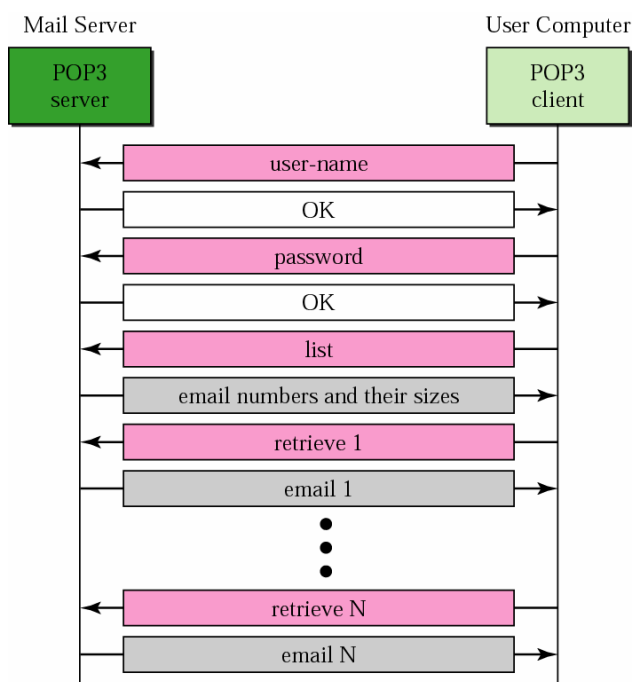 Mail Server
User Computer
POP3
server
POP3
client
user-name
OK
password
OK
list
email numbers and their sizes
retrieve 1
email 1
retrieve N
email N